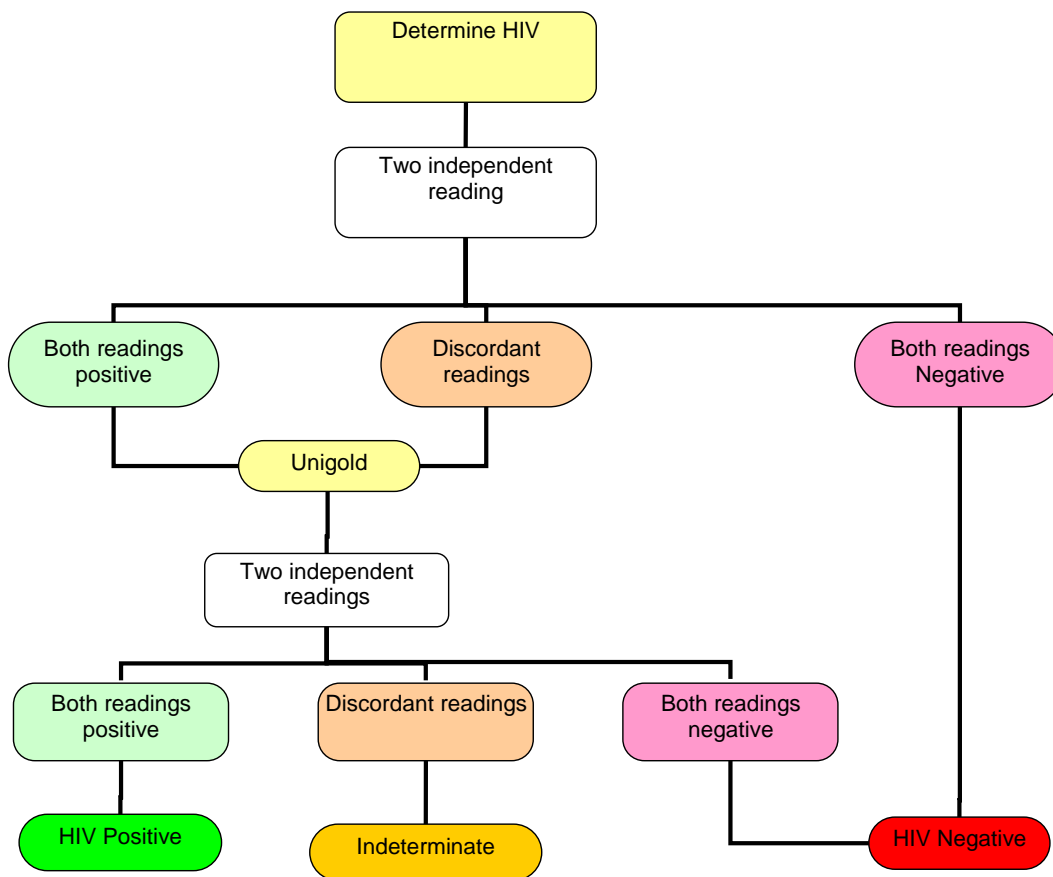 Determine HIV
Two independent
reading
Both readings
positive
Discordant
readings
Both readings
Negative
Unigold
Two independent
readings
Both readings
positive
Discordant readings
Both readings
negative
HIV Positive
Indeterminate
HIV Negative